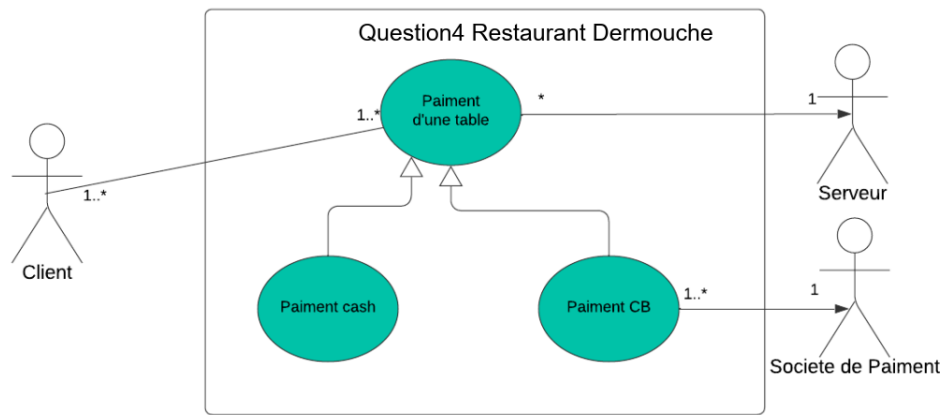 Question4 Restaurant Dermouche
Paiment
d'une table
*
1
1..*
1..*
Serveur
Client
Paiment cash
Paiment CB
1..*
1
Societe de Paiment